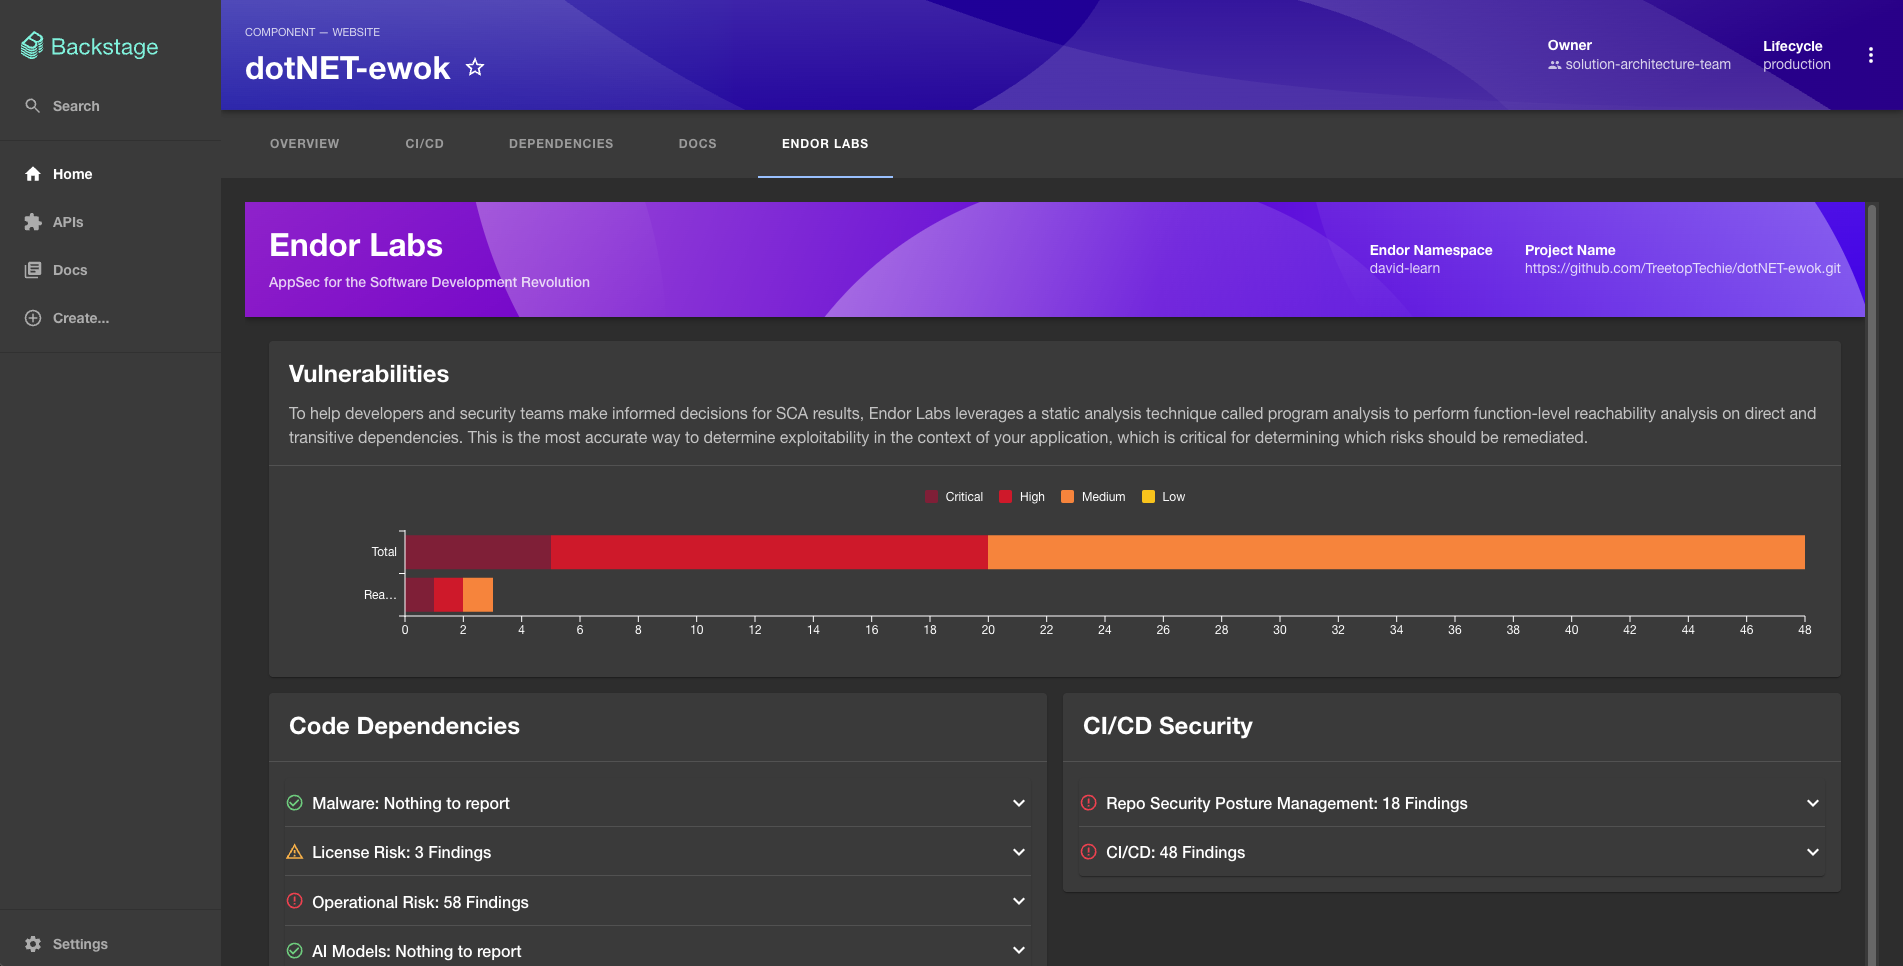 Backstage
Search
Home
APIs
Docs
Create...
Settings
COMPONENT — WEBSITE
dotNET-ewok
Owner
solution-architecture-team
Lifecycle
production
OVERVIEW
CI/CD
DEPENDENCIES
DOCS
ENDOR LABS
Endor Labs
AppSec for the Software Development Revolution
Endor Namespace
david-learn
Project Name
https://github.com/TreetopTechie/dotNET-ewok.git
Vulnerabilities
To help developers and security teams make informed decisions for SCA results, Endor Labs leverages a static analysis technique called program analysis to perform function-level reachability analysis on direct and
transitive dependencies. This is the most accurate way to determine exploitability in the context of your application, which is critical for determining which risks should be remediated.
Critical High Medium Low
Total
Rea...
0 2 4 6 8 10 12 14 16 18 20 22 24 26 28 30 32 34 36 38 40 42 44 46 48
Code Dependencies
Malware: Nothing to report
License Risk: 3 Findings
Operational Risk: 58 Findings
AI Models: Nothing to report
CI/CD Security
Repo Security Posture Management: 18 Findings
CI/CD: 48 Findings